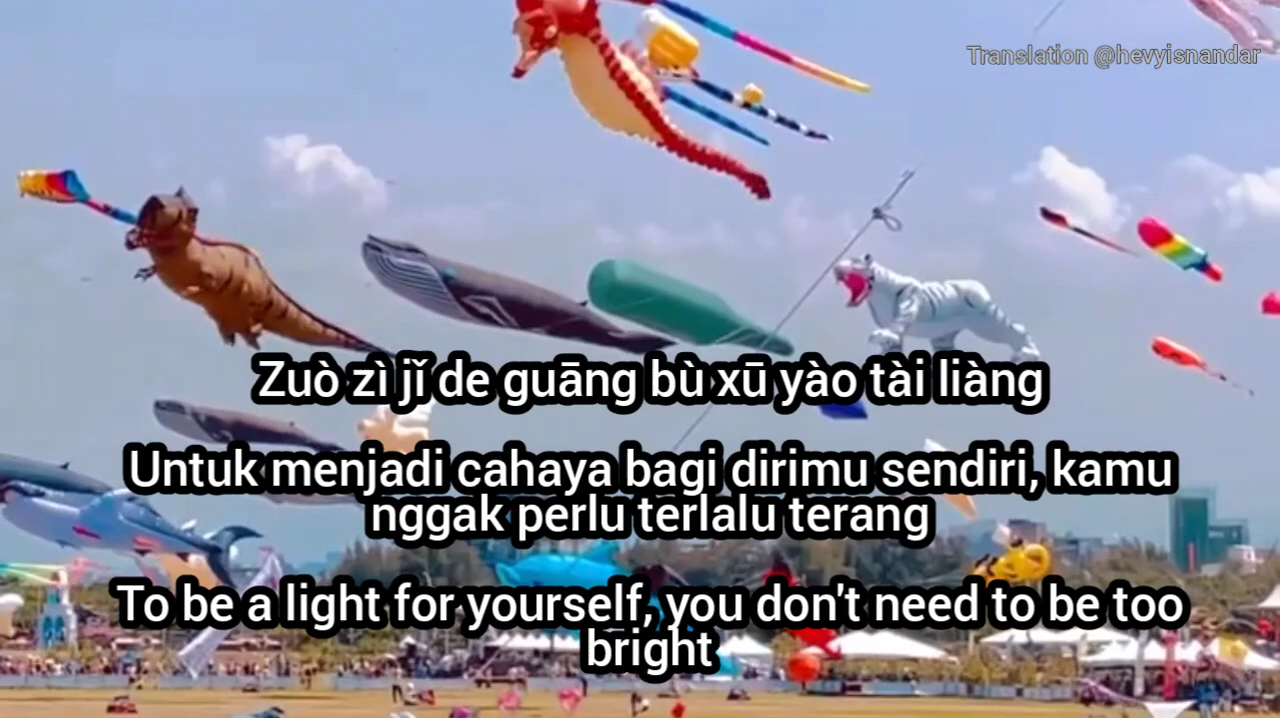 Translation @hevyisnandar
Zuò zì jǐ de guāng bù xū yào tài liàng
Untuk menjadi cahaya bagi dirimu sendiri, kamu
nggak perlu terlalu terang
To be a light for yourself, you don't need to be too
bright